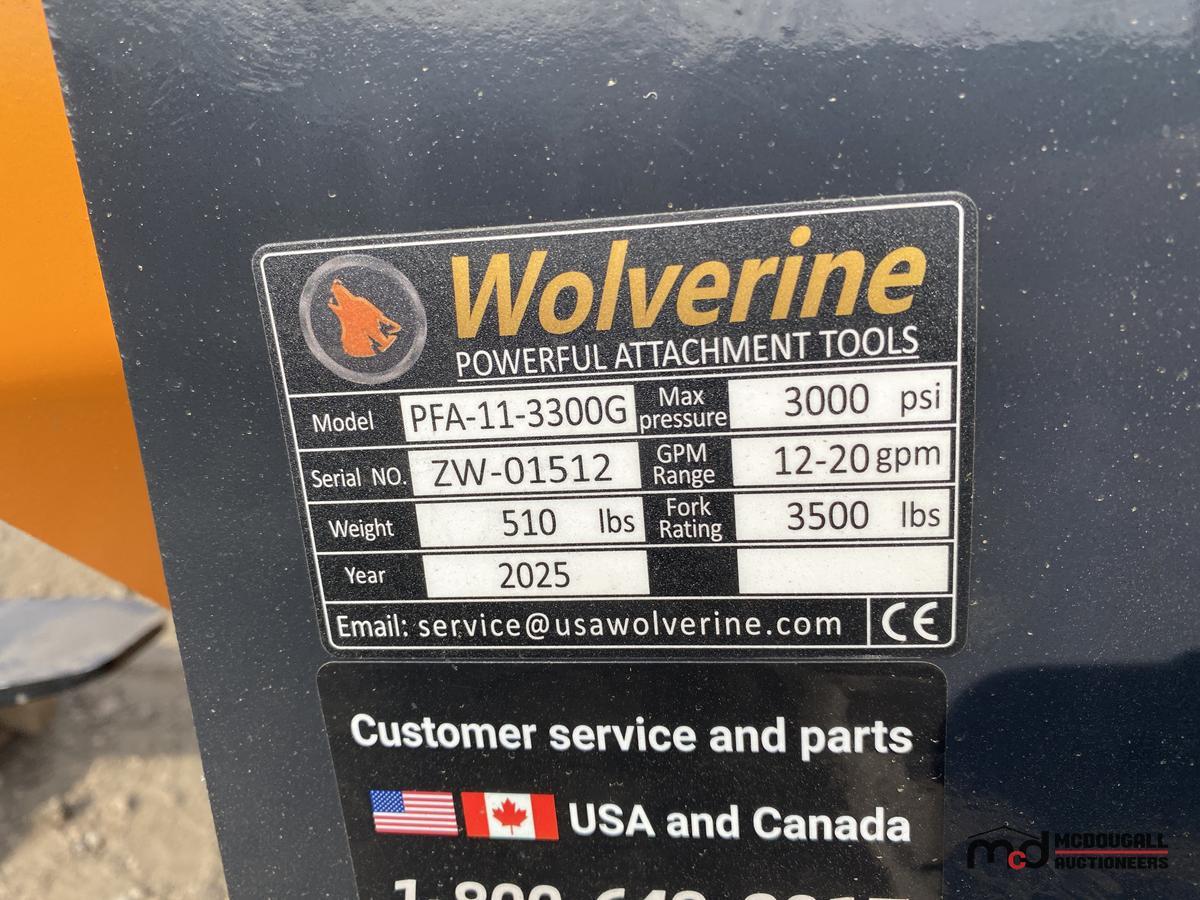 Wolverine
POWERFUL ATTACHMENT TOOLS
Model PFA-11-3300G Max pressure 3000 psi
Serial NO. ZW-01512 GPM Range 12-20 gpm
Weight 510 lbs Fork Rating 3500 lbs
Year 2025
Email: service@usawolverine.com CE
Customer service and parts
USA and Canada
mcd MCDOUGALL
AUCTIONEERS